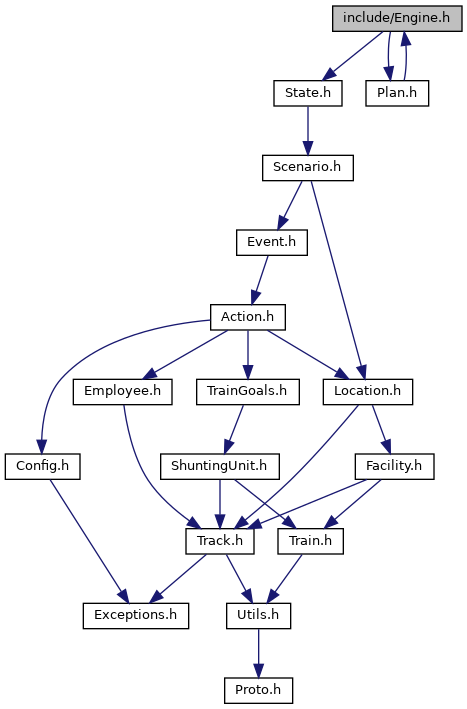 include/Engine.h
State.h
Plan.h
Scenario.h
Event.h
Action.h
Employee.h
TrainGoals.h
Location.h
Config.h
ShuntingUnit.h
Facility.h
Track.h
Train.h
Exceptions.h
Utils.h
Proto.h